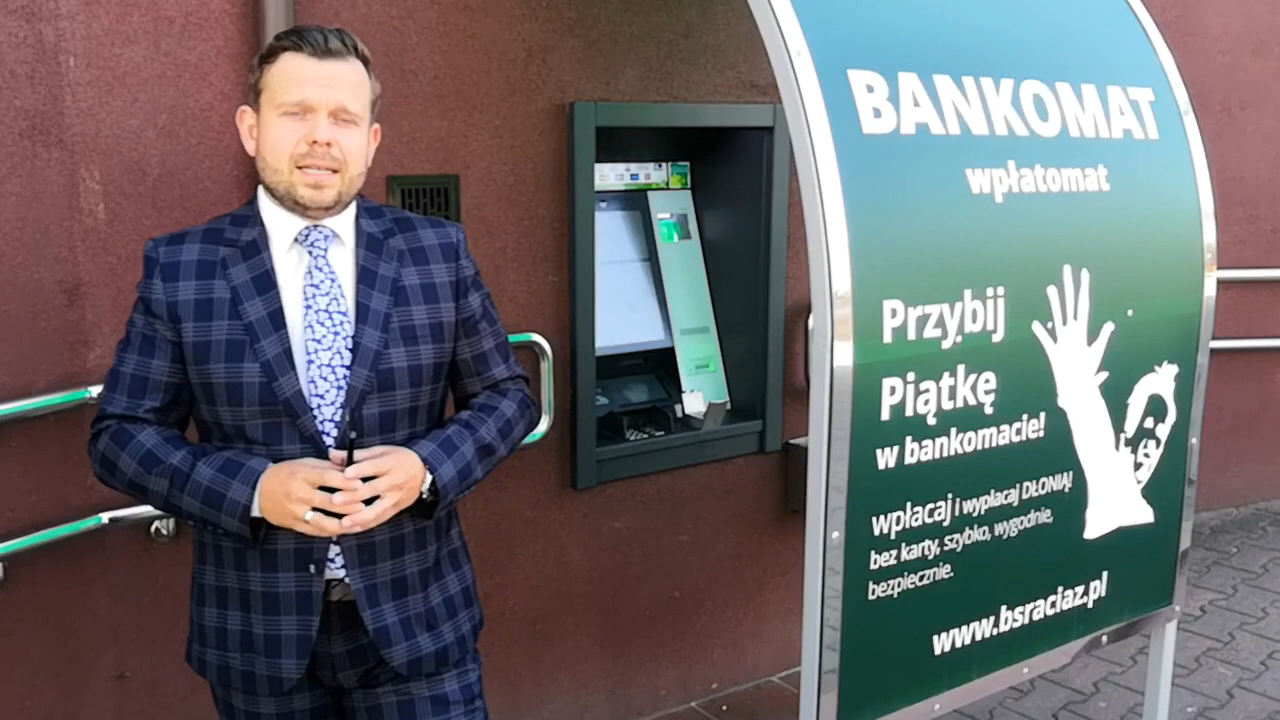 BANKOMAT
wpłatomat
Przybij
Piątkę
w bankomacie!
wpłacaj i wypłacaj DŁONIĄ!
bez karty, szybko, wygodnie,
bezpiecznie.
www.bsraciaz.pl